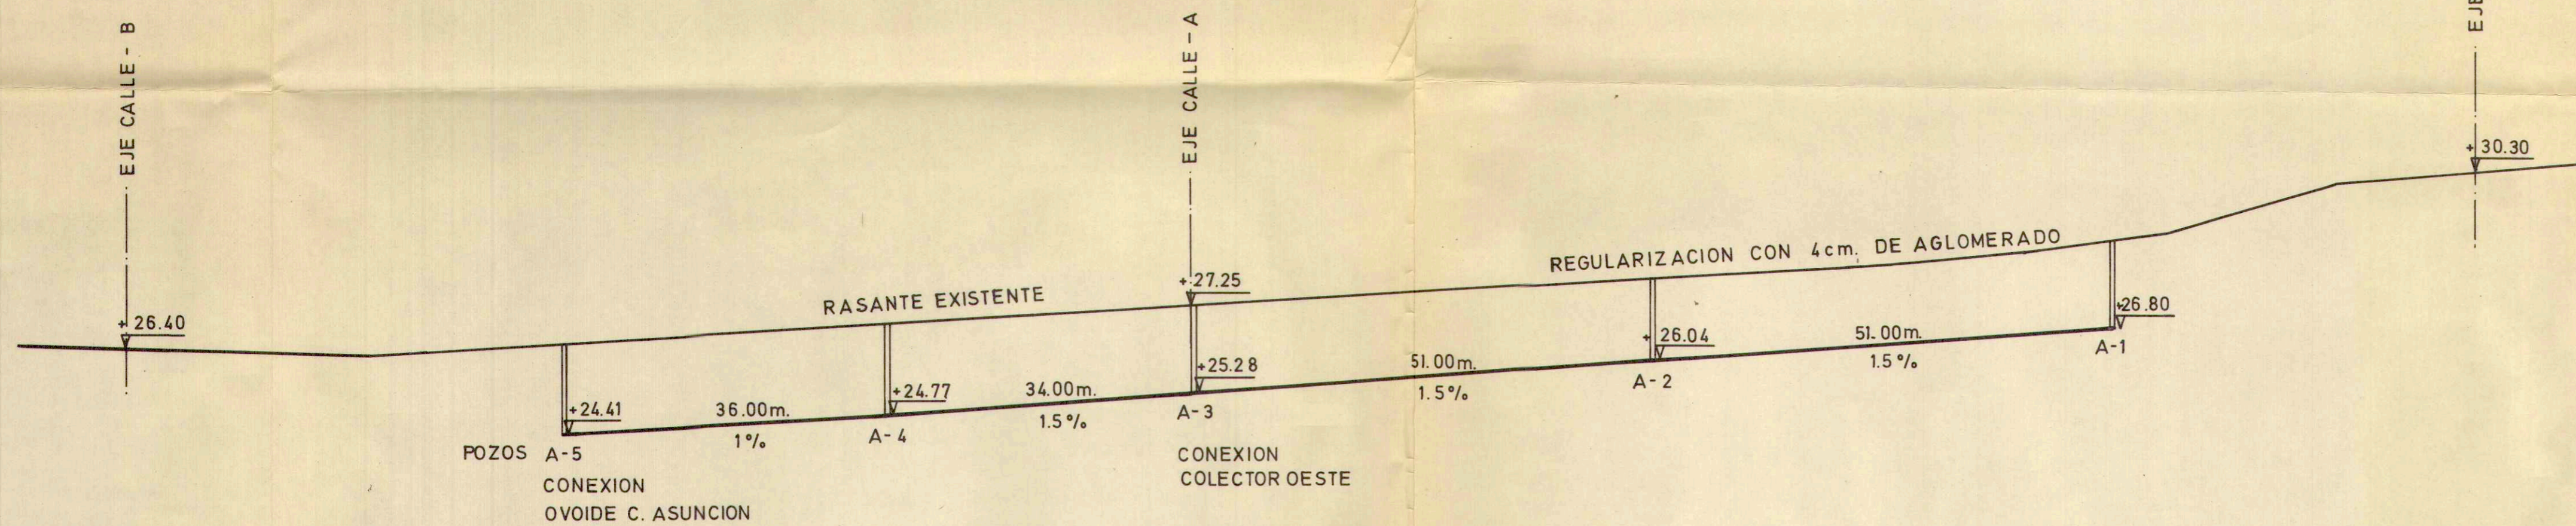 EJE CALLE - B
EJE CALLE - A
EJE
+ 30.30
REGULARIZACION CON 4cm. DE AGLOMERADO
+ 27.25
RASANTE EXISTENTE
+ 26.40
+26.80
+ 26.04
51.00m.
1.5%
A-1
51.00m.
1.5%
A-2
+25.28
34.00m.
1.5%
A-3
+24.77
+24.41
36.00m.
1%
A-4
POZOS A-5
CONEXION
COLECTOR OESTE
CONEXION
OVOIDE C. ASUNCION